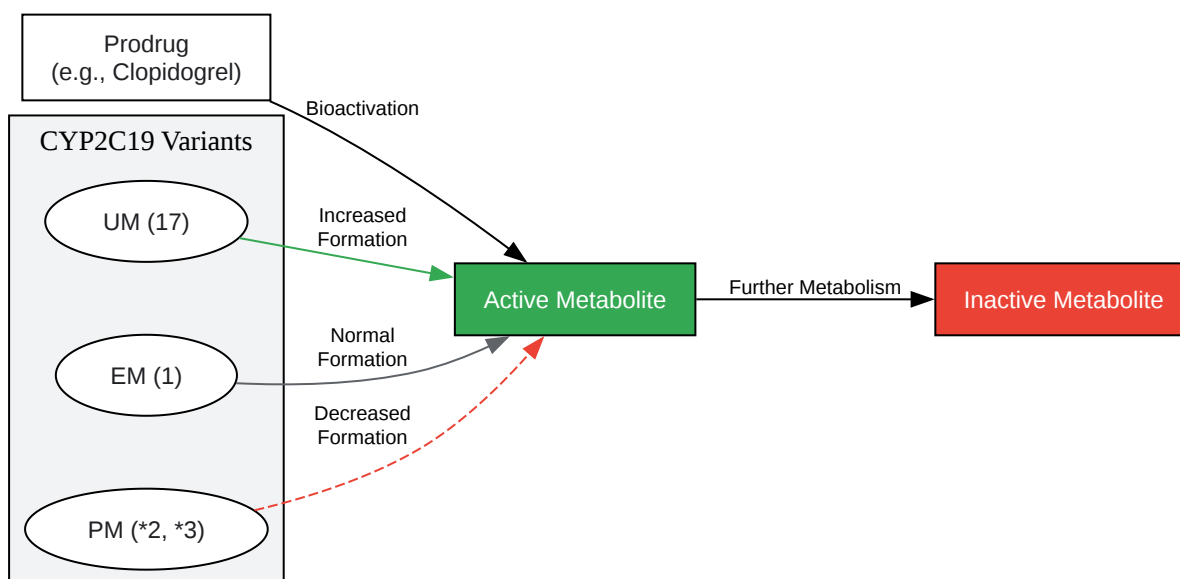 Prodrug
(e.g., Clopidogrel)
Bioactivation
CYP2C19 Variants
UM (17)
Increased
Formation
Active Metabolite
Further Metabolism
Inactive Metabolite
Normal
Formation
EM (1)
Decreased
Formation
PM (*2, *3)